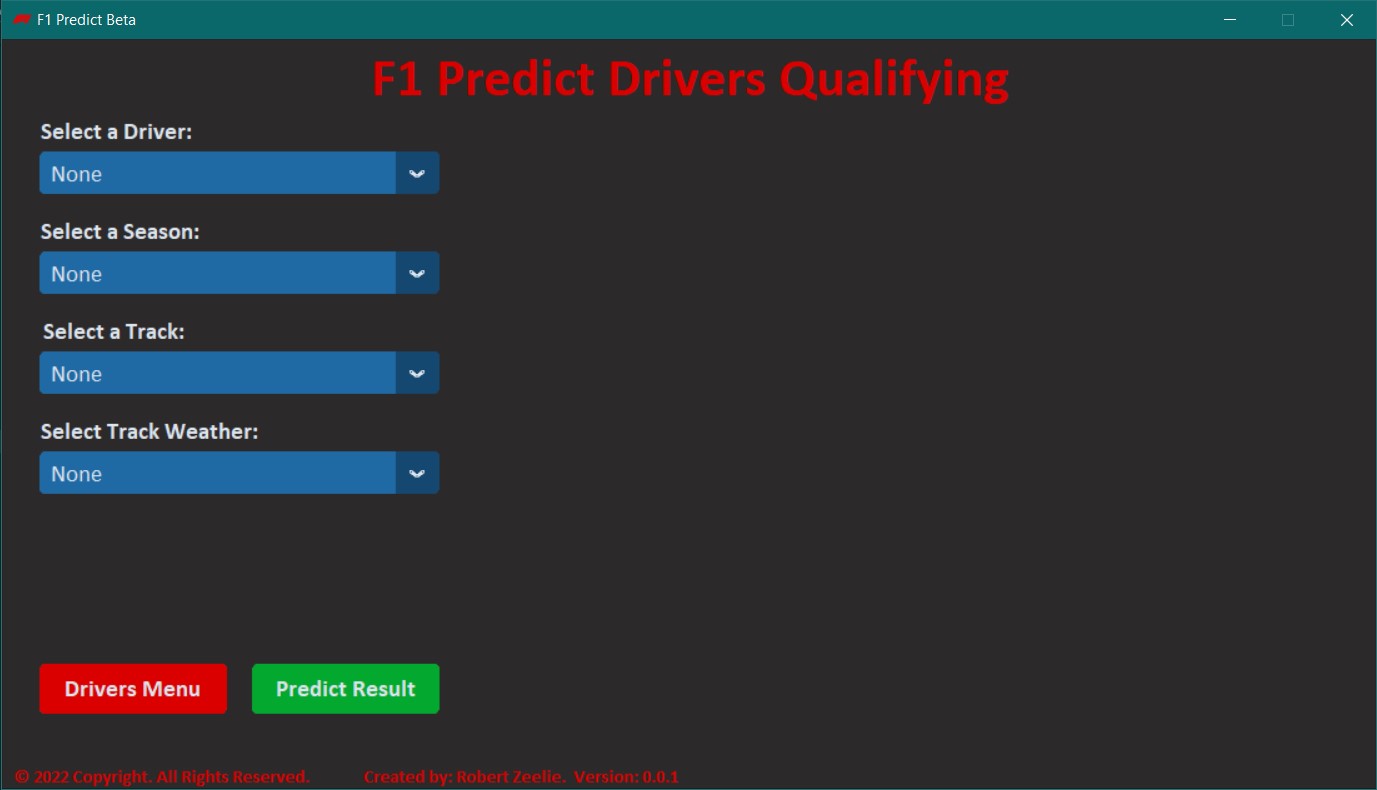 F1 Predict Beta
F1 Predict Drivers Qualifying
Select a Driver:
None
Select a Season:
None
Select a Track:
None
Select Track Weather:
None
Drivers Menu Predict Result
© 2022 Copyright. All Rights Reserved. Created by: Robert Zeelie. Version: 0.0.1